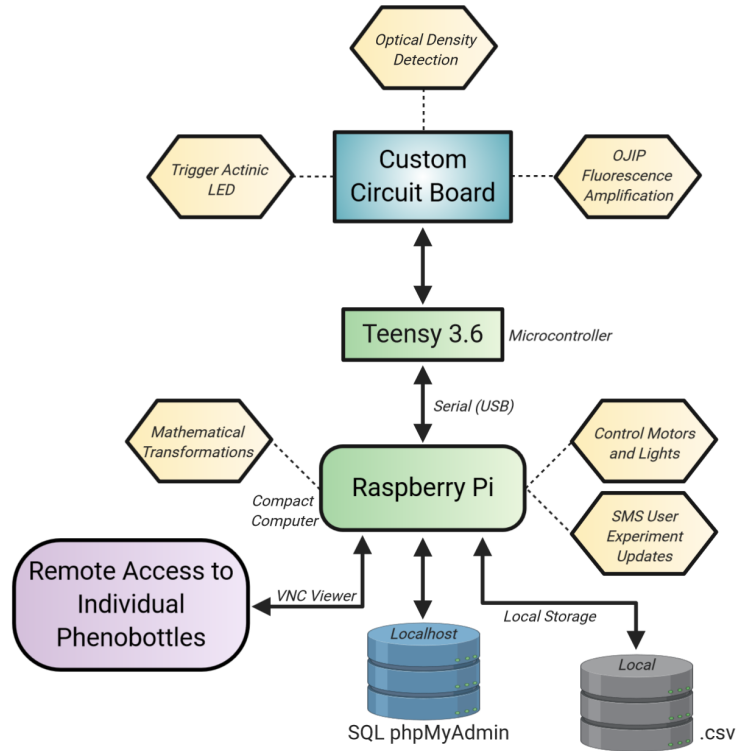 Optical Density
Detection
Trigger Actinic
LED
Custom
Circuit Board
OJIP
Fluorescence
Amplification
Teensy 3.6
Microcontroller
Serial (USB)
Mathematical
Transformations
Control Motors
and Lights
Raspberry Pi
Compact
Computer
SMS User
Experiment
Updates
Remote Access to
Individual
Phenobottles
VNC Viewer
Local Storage
Localhost
Local
SQL phpMyAdmin
.csv